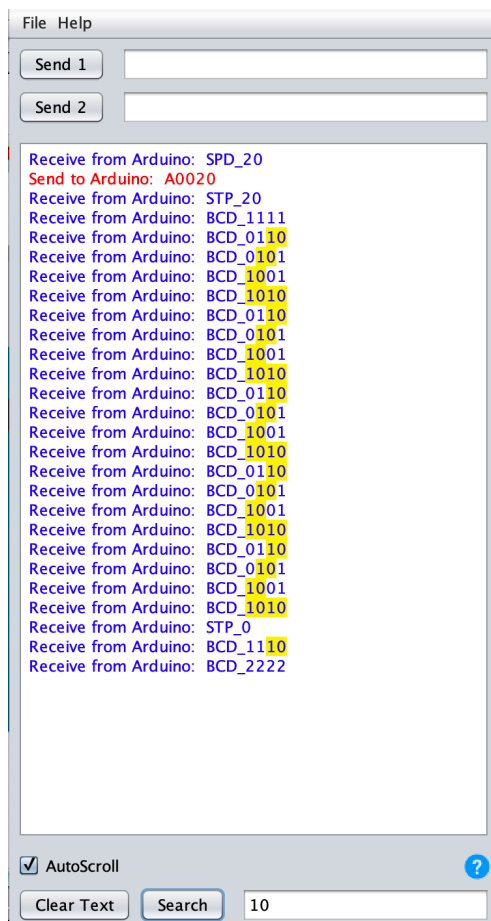 File Help
Send 1
Send 2
Receive from Arduino: SPD_20
Send to Arduino: A0020
Receive from Arduino: STP_20
Receive from Arduino: BCD_1111
Receive from Arduino: BCD_0110
Receive from Arduino: BCD_0101
Receive from Arduino: BCD_1001
Receive from Arduino: BCD_1010
Receive from Arduino: BCD_0110
Receive from Arduino: BCD_0101
Receive from Arduino: BCD_1001
Receive from Arduino: BCD_1010
Receive from Arduino: BCD_0110
Receive from Arduino: BCD_0101
Receive from Arduino: BCD_1001
Receive from Arduino: BCD_1010
Receive from Arduino: BCD_0110
Receive from Arduino: BCD_0101
Receive from Arduino: BCD_1001
Receive from Arduino: BCD_1010
Receive from Arduino: BCD_0110
Receive from Arduino: BCD_0101
Receive from Arduino: BCD_1001
Receive from Arduino: BCD_1010
Receive from Arduino: STP_0
Receive from Arduino: BCD_1110
Receive from Arduino: BCD_2222
AutoScroll ?
Clear Text Search 10